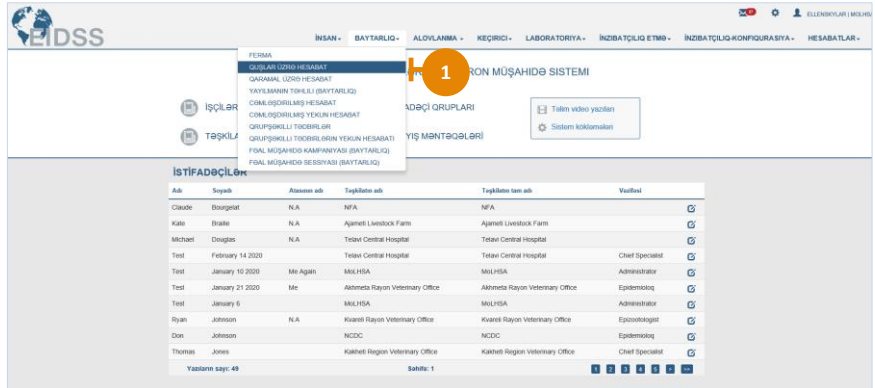 ELLENSKYLAR | MOLHSA
EIDSS
İNSAN BAYTARLIQ ALOVLANMA KEÇIRICI LABORATORIYA İNZIBATÇILIQ ETMƏ İNZIBATÇILIQ-KONFIQURASIYA HESABATLAR
FERMA
QUŞLAR ÜZRƏ HESABAT
QARAMAL ÜZRƏ HESABAT
YAYILMANIN TƏHLILI (BAYTARLIQ)
CƏMLƏŞDIRILMIŞ HESABAT
CƏMLƏŞDIRILMIŞ YEKUN HESABAT
QRUPŞƏKILLI TƏDBIRLƏR
QRUPŞƏKILLI TƏDBIRLƏRIN YEKUN HESABATI
FƏAL MÜŞAHIDƏ KAMPANIYASI (BAYTARLIQ)
FƏAL MÜŞAHIDƏ SESSIYASI (BAYTARLIQ)
1
RON MÜŞAHIDƏ SISTEMI
İŞÇILƏR
ADƏÇI QRUPLARI
Təlim video yazıları
TƏŞKILA
YIŞ MƏNTƏQƏLƏRI
Sistem kökləmələri
İSTIFADƏÇILƏR
Adı Soyadı Atasının adı Təşkilatın adı Təşkilatın tam adı Vəzifəsi
Claude Bourgelat N.A NFA NFA
Kate Braille N.A Ajameti Livestock Farm Ajameti Livestock Farm
Michael Douglas N.A Telavi Central Hospital Telavi Central Hospital
Test February 14 2020 Telavi Central Hospital Telavi Central Hospital Chief Specialist
Test January 10 2020 Me Again MoLHSA MOLHSA Administrator
Test January 21 2020 Me Akhmeta Rayon Veterinary Office Akhmeta Rayon Veterinary Office Epidemioloq
Test January 6 MoLHSA MOLHSA Administrator
Ryan Johnson N.A Kvareli Rayon Veterinary Office Kvareli Rayon Veterinary Office Epizootologist
Don Johnson NCDC NCDC Epidemioloq
Thomas Jones Kakheti Region Veterinary Office Kakheti Region Veterinary Office Chief Specialist
Yazıların sayı: 49 Səhifə: 1 1 2 3 4 5 > >>